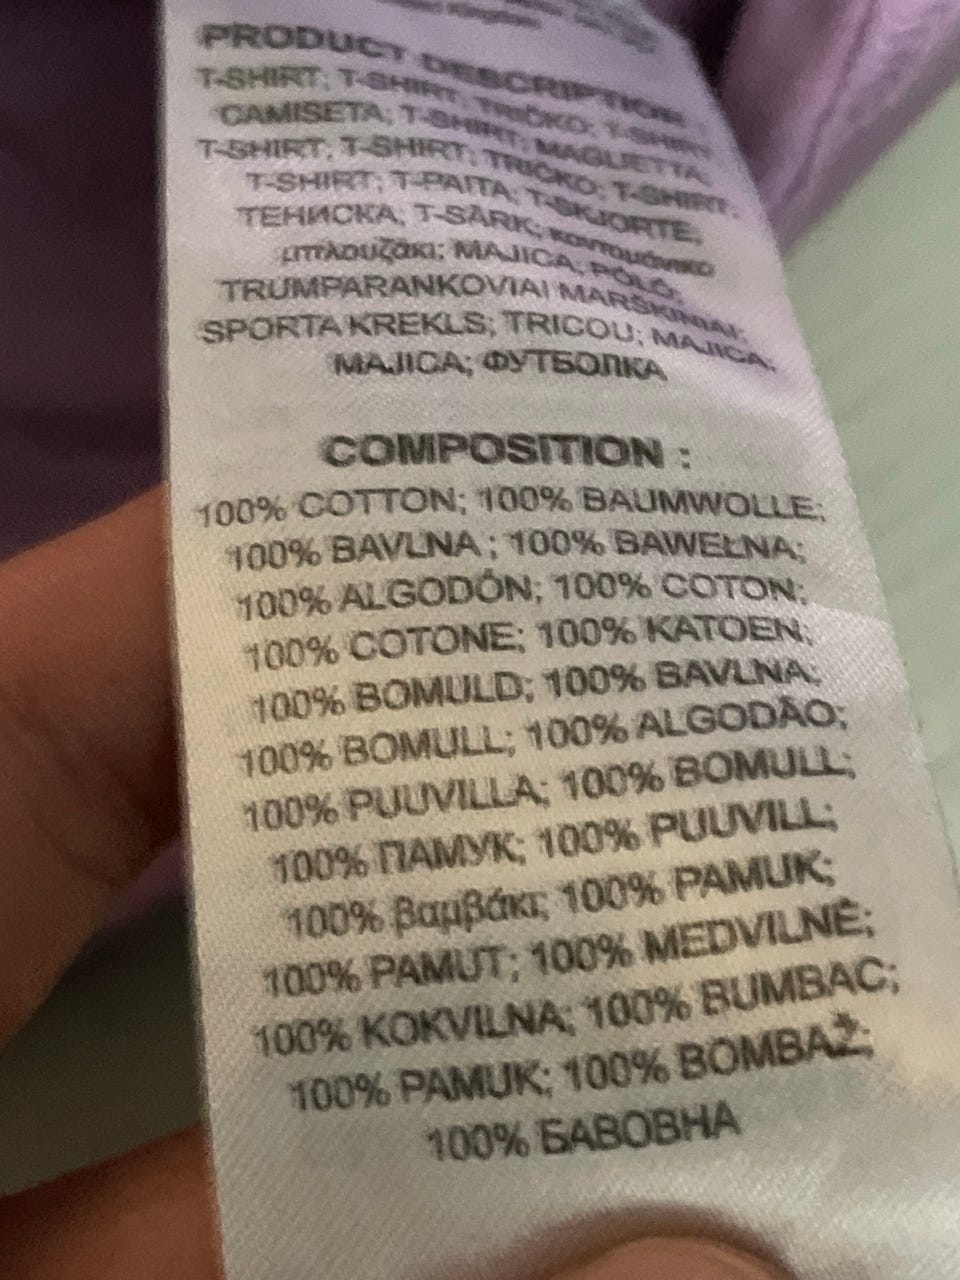 Kingdom
PRODUCT DESCRIPTION :
T-SHIRT; T-SHIRT; TRIČKO; T-SHIRT;
CAMISETA; T-SHIRT; MAGLIETTA;
T-SHIRT; T-SHIRT; TRIČKO; T-SHIRT;
T-SHIRT; T-PAITA; T-SKJORTE;
ТЕНИСКА; T-SÄRK; κοντομάνικο
μπλουζάκι; MAJICA; PÓLÓ;
TRUMPARANKOVIAI MARŠKINIAI;
SPORTA KREKLS; TRICOU; MAJICA;
MAJICA; ФУТБОЛКА
COMPOSITION :
100% COTTON; 100% BAUMWOLLE;
100% BAVLNA ; 100% BAWEŁNA;
100% ALGODÓN; 100% COTON;
100% COTONE; 100% KATOEN;
100% BOMULD; 100% BAVLNA;
100% BOMULL; 100% ALGODÃO;
100% PUUVILLA; 100% BOMULL;
100% ПАМУК; 100% PUUVILL;
100% βαμβάκι; 100% PAMUK;
100% PAMUT; 100% MEDVILNĖ;
100% KOKVILNA; 100% BUMBAC;
100% PAMUK; 100% BOMBAŽ;
100% БАВОВНА